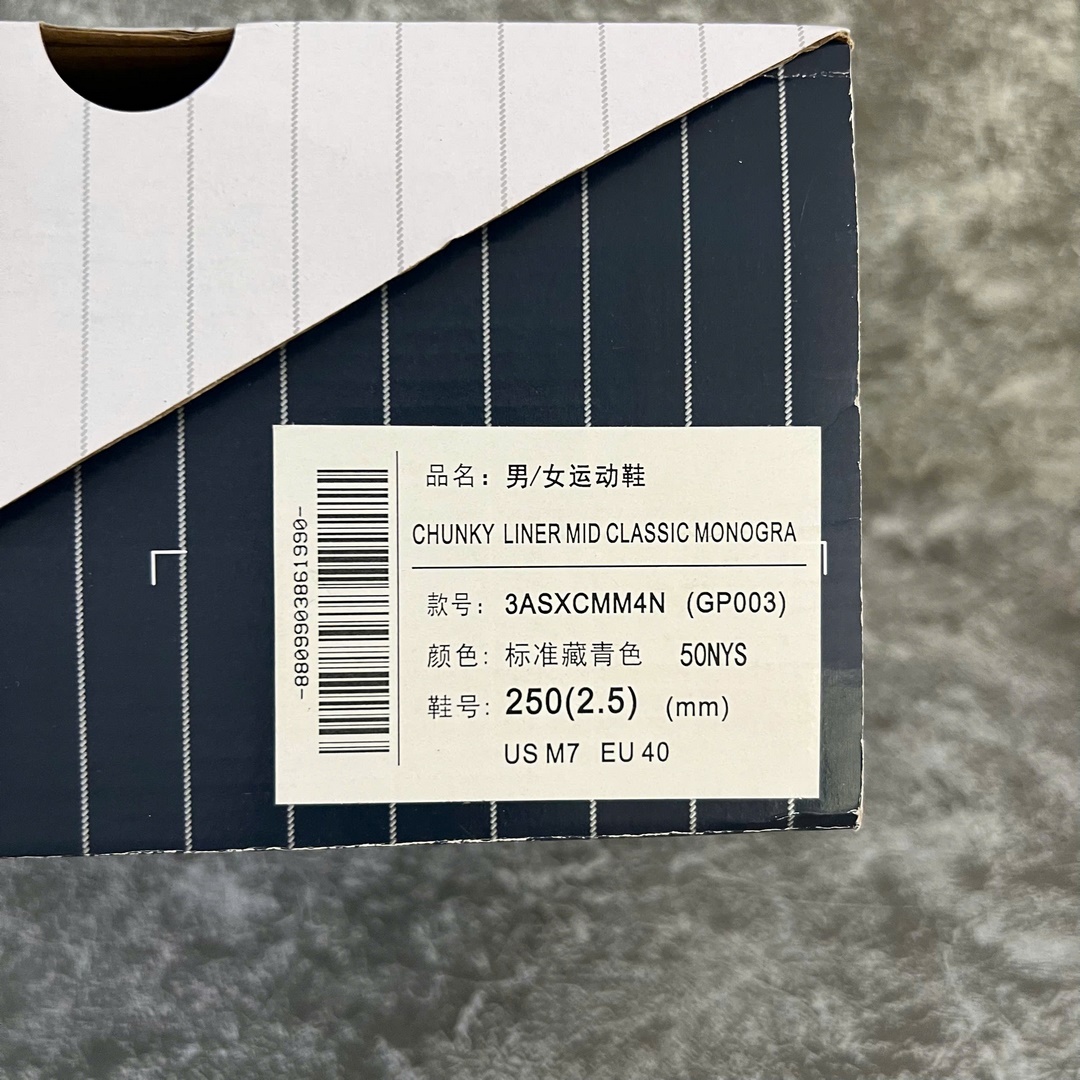 品名：男/女运动鞋
CHUNKY LINER MID CLASSIC MONOGRA
款号：3ASXCMM4N (GP003)
颜色：标准藏青色 50NYS
鞋号：250(2.5) (mm)
US M7 EU 40
-8809903861990-